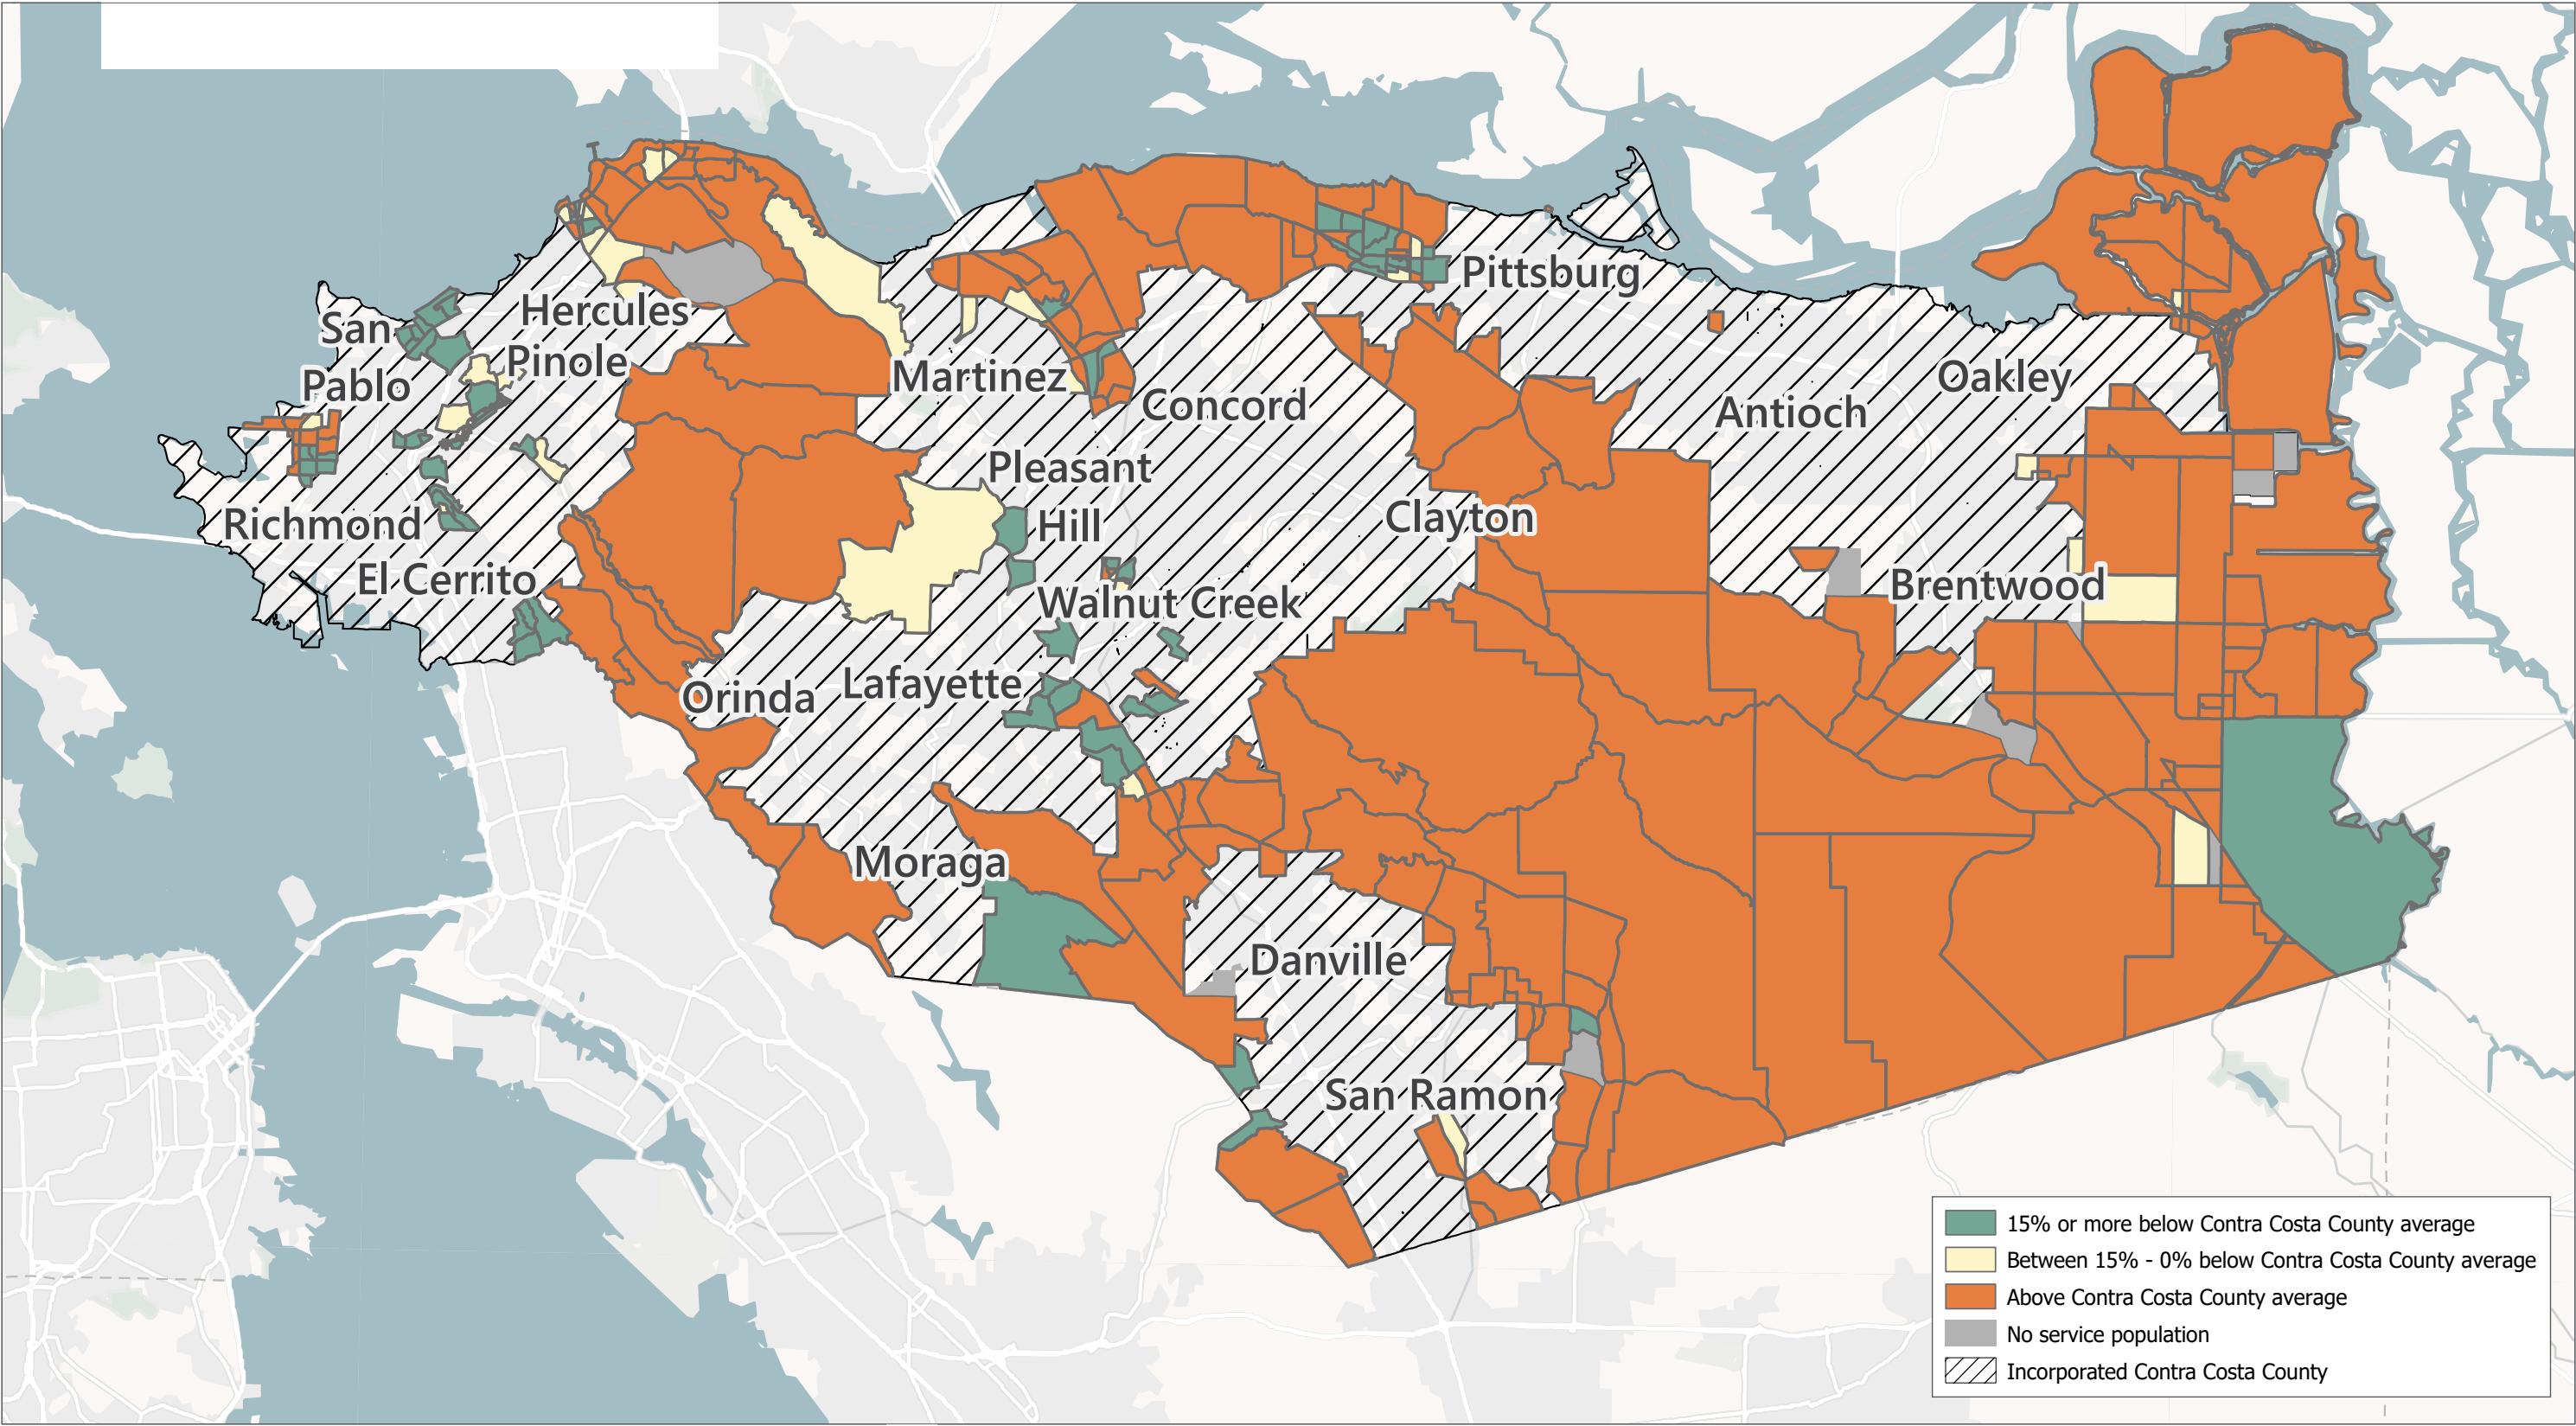 Pittsburg
Hercules
San
Pinole
Pablo
Martinez
Concord
Oakley
Antioch
Pleasant
Hill
Richmond
Clayton
El Cerrito
Walnut Creek
Brentwood
Orinda
Lafayette
Moraga
Danville
San Ramon
15% or more below Contra Costa County average
Between 15% - 0% below Contra Costa County average
Above Contra Costa County average
No service population
Incorporated Contra Costa County